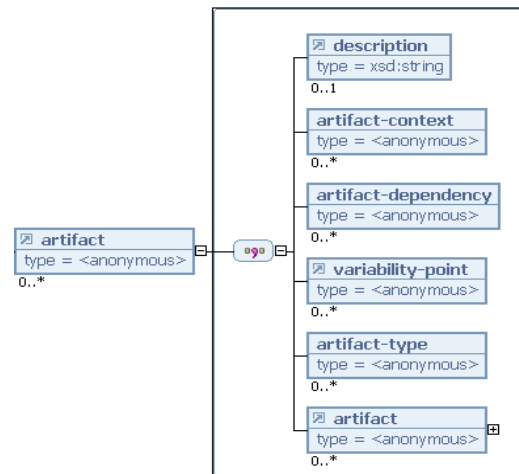 description
type = xsd:string
0..1
artifact-context
type = <anonymous>
0..*
artifact-dependency
type = <anonymous>
0..*
artifact
type = <anonymous>
0..*
variability-point
type = <anonymous>
0..*
artifact-type
type = <anonymous>
0..*
artifact
type = <anonymous>
0..*